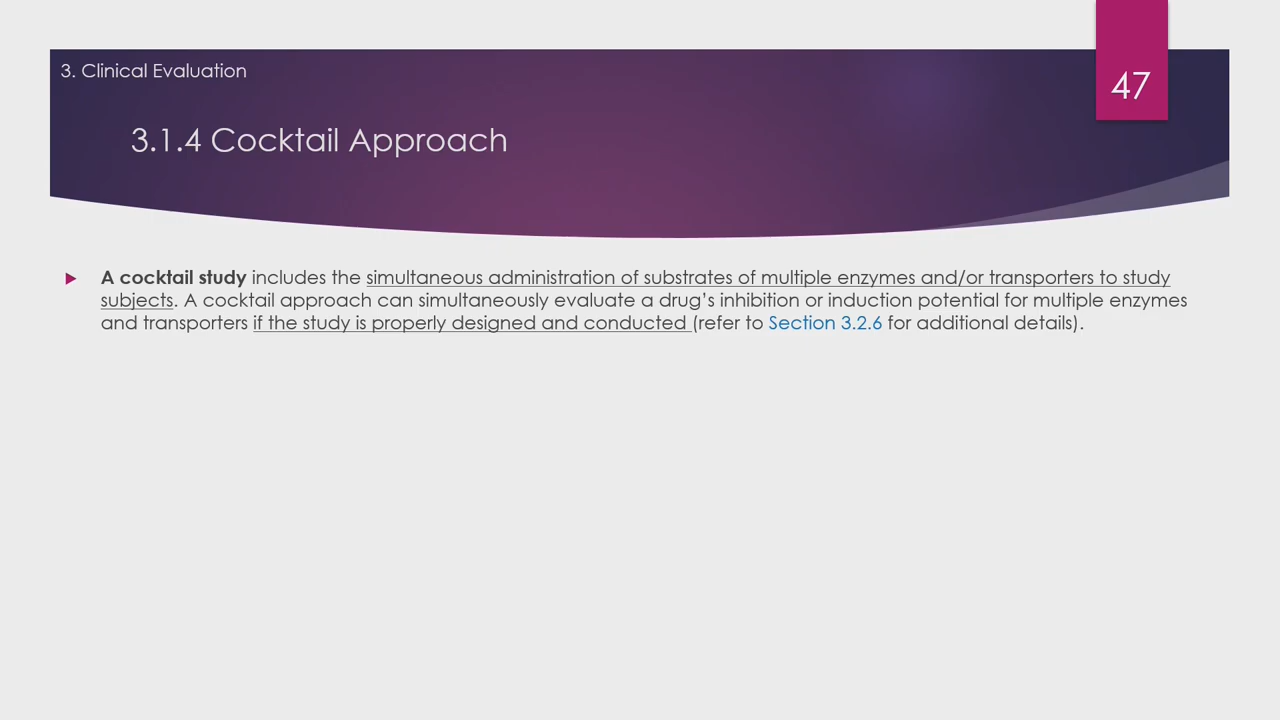 3. Clinical Evaluation
47
3.1.4 Cocktail Approach
A cocktail study includes the simultaneous administration of substrates of multiple enzymes and/or transporters to study
subjects. A cocktail approach can simultaneously evaluate a drug’s inhibition or induction potential for multiple enzymes
and transporters if the study is properly designed and conducted (refer to Section 3.2.6 for additional details).